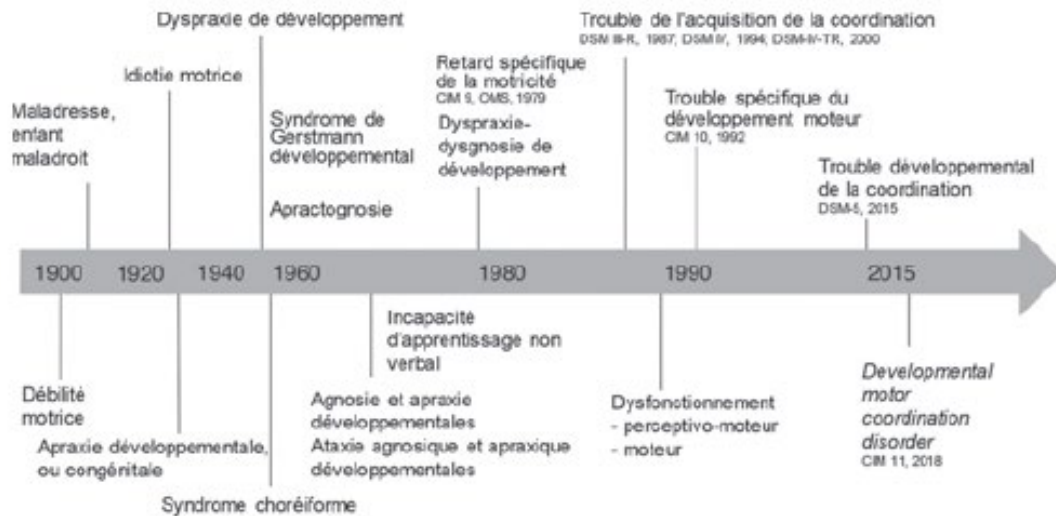 Dyspraxie de développement
Trouble de l'acquisition de la coordination
DSM III-R, 1987; DSM IV, 1994; DSM-IV-TR, 2000
Idiotie motrice
Retard spécifique
de la motricité
CIM 9, OMS, 1979
Maladresse,
enfant
maladroit
Syndrome de
Gerstmann
développemental
Dyspraxie-
dysgnosie de
développement
Trouble spécifique du
développement moteur
CIM 10, 1992
Apractognosie
Trouble développemental
de la coordination
DSM-5, 2015
1900 1920 1940 1960 1980 1990 2015
Débilité
motrice
Apraxie développementale,
ou congénitale
Syndrome choréiforme
Incapacité
d'apprentissage non
verbal
Agnosie et apraxie
développementales
Ataxie agnosique et apraxique
développementales
Dysfonctionnement
- perceptivo-moteur
- moteur
Developmental
motor
coordination
disorder
CIM 11, 2018